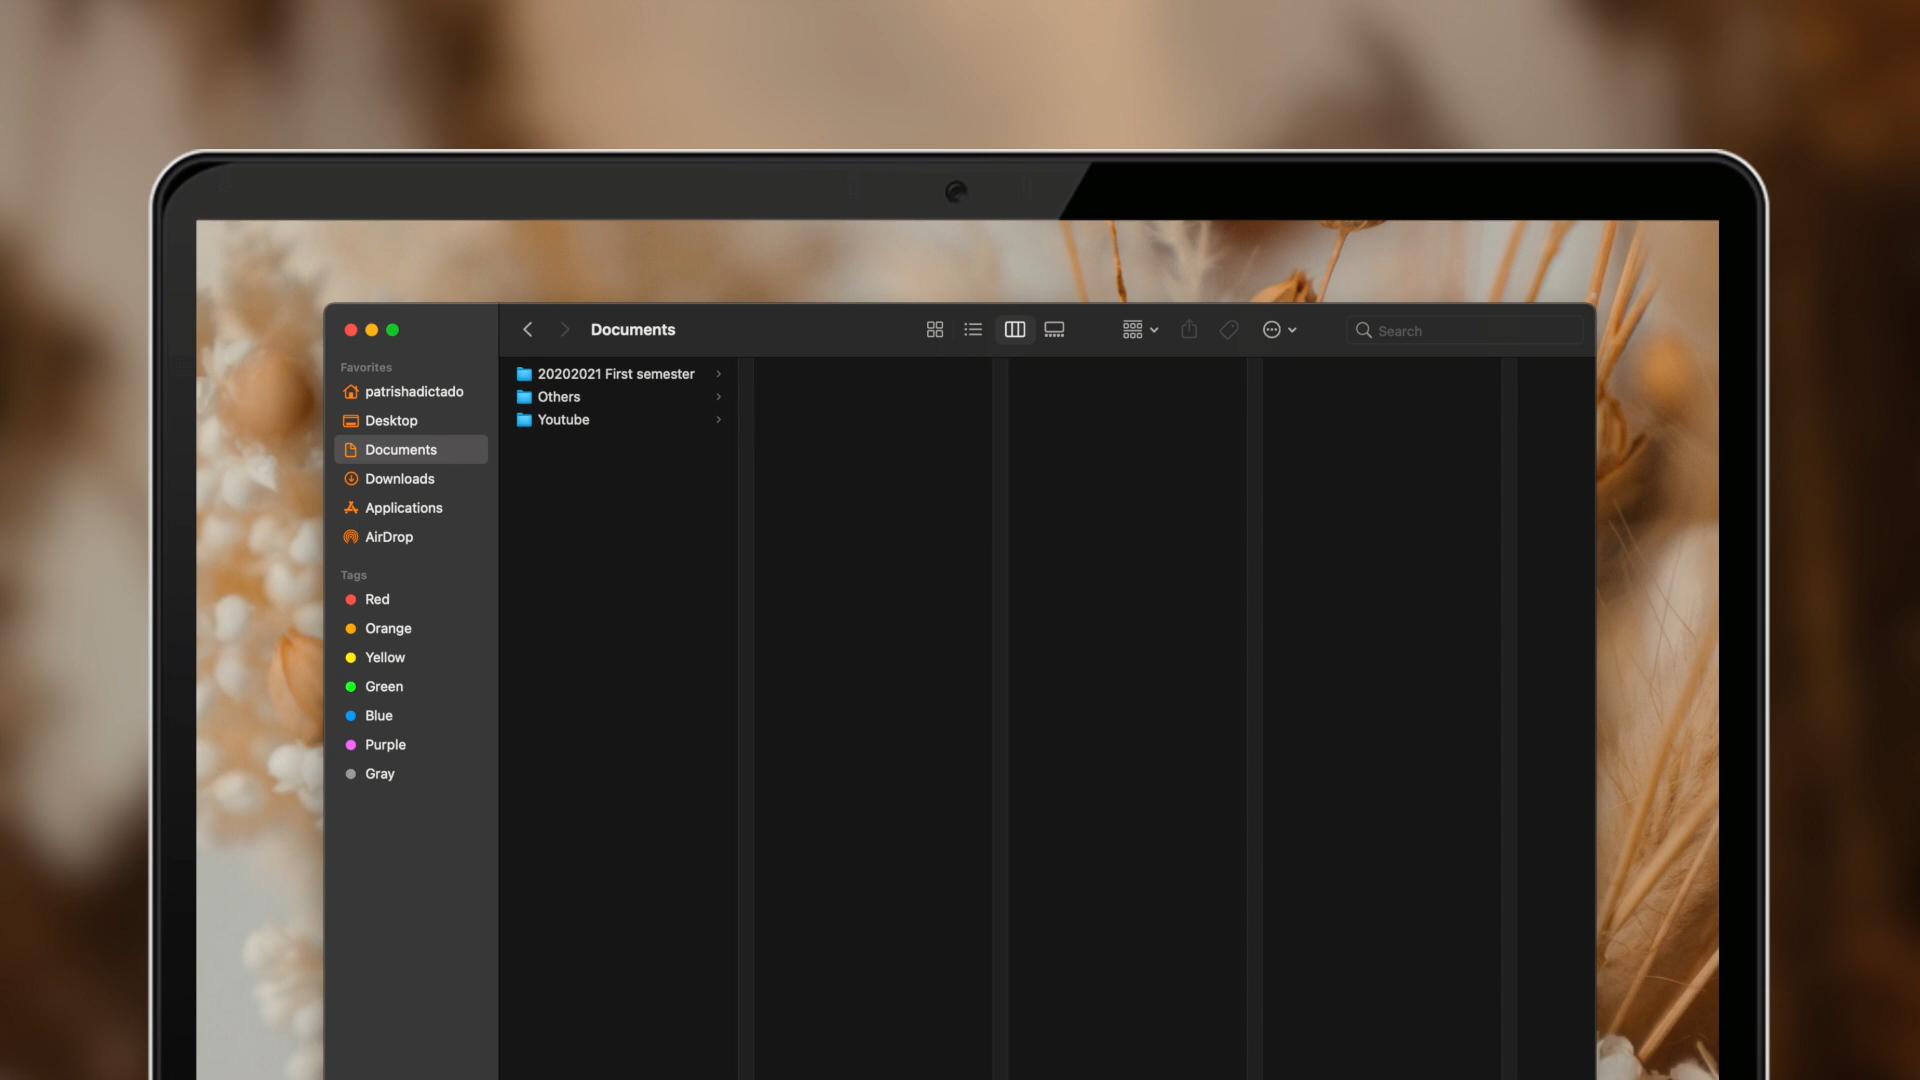 Documents
Search
Favorites
patrishadictado
Desktop
Documents
Downloads
Applications
AirDrop
Tags
Red
Orange
Yellow
Green
Blue
Purple
Gray
20202021 First semester
Others
Youtube